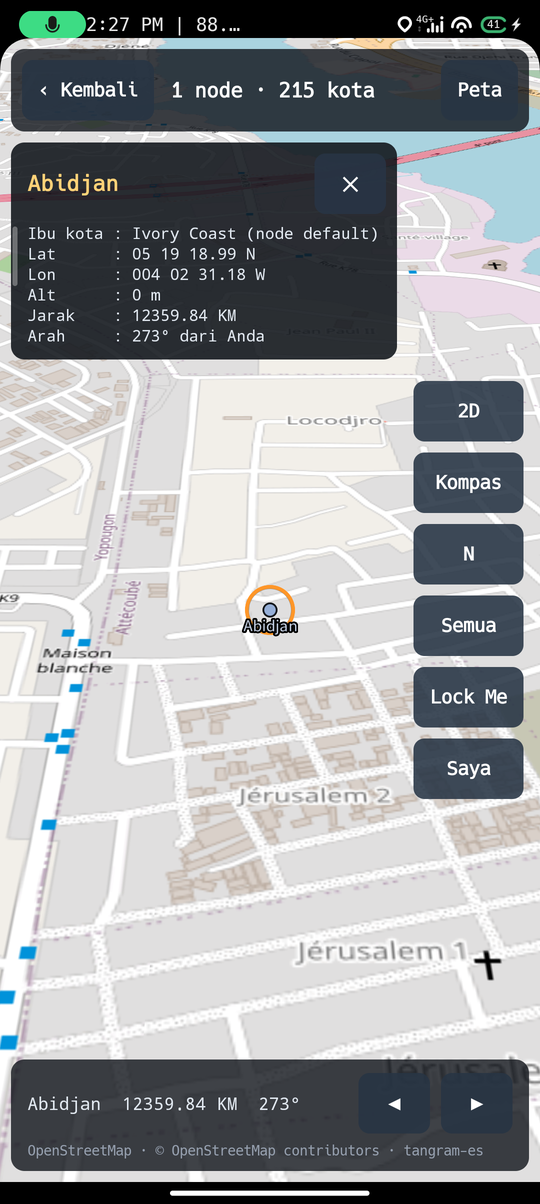 2:27 PM | 88.…
4G+
41
‹ Kembali
1 node · 215 kota
Peta
Abidjan
×
Ibu kota : Ivory Coast (node default)
Lat : 05 19 18.99 N
Lon : 004 02 31.18 W
Alt : 0 m
Jarak : 12359.84 KM
Arah : 273° dari Anda
Locodjro
2D
Kompas
N
Semua
Lock Me
Saya
Yopougon
Attécoubé
Abidjan
Maison
blanche
Jérusalem 2
Jérusalem 1
Abidjan 12359.84 KM 273°
◄ ►
OpenStreetMap · © OpenStreetMap contributors · tangram-es